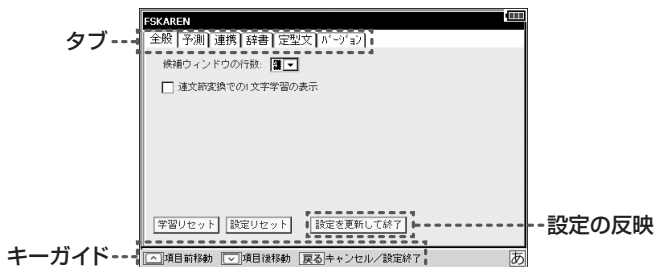 FSKAREN
タブ
全般 予測 連携 辞書 定型文 バージョン
候補ウィンドウの行数:
連文節変換での1文字学習の表示
学習リセット 設定リセット 設定を更新して終了
設定の反映
キーガイド
項目前移動 項目後移動 戻る キャンセル/設定終了 あ